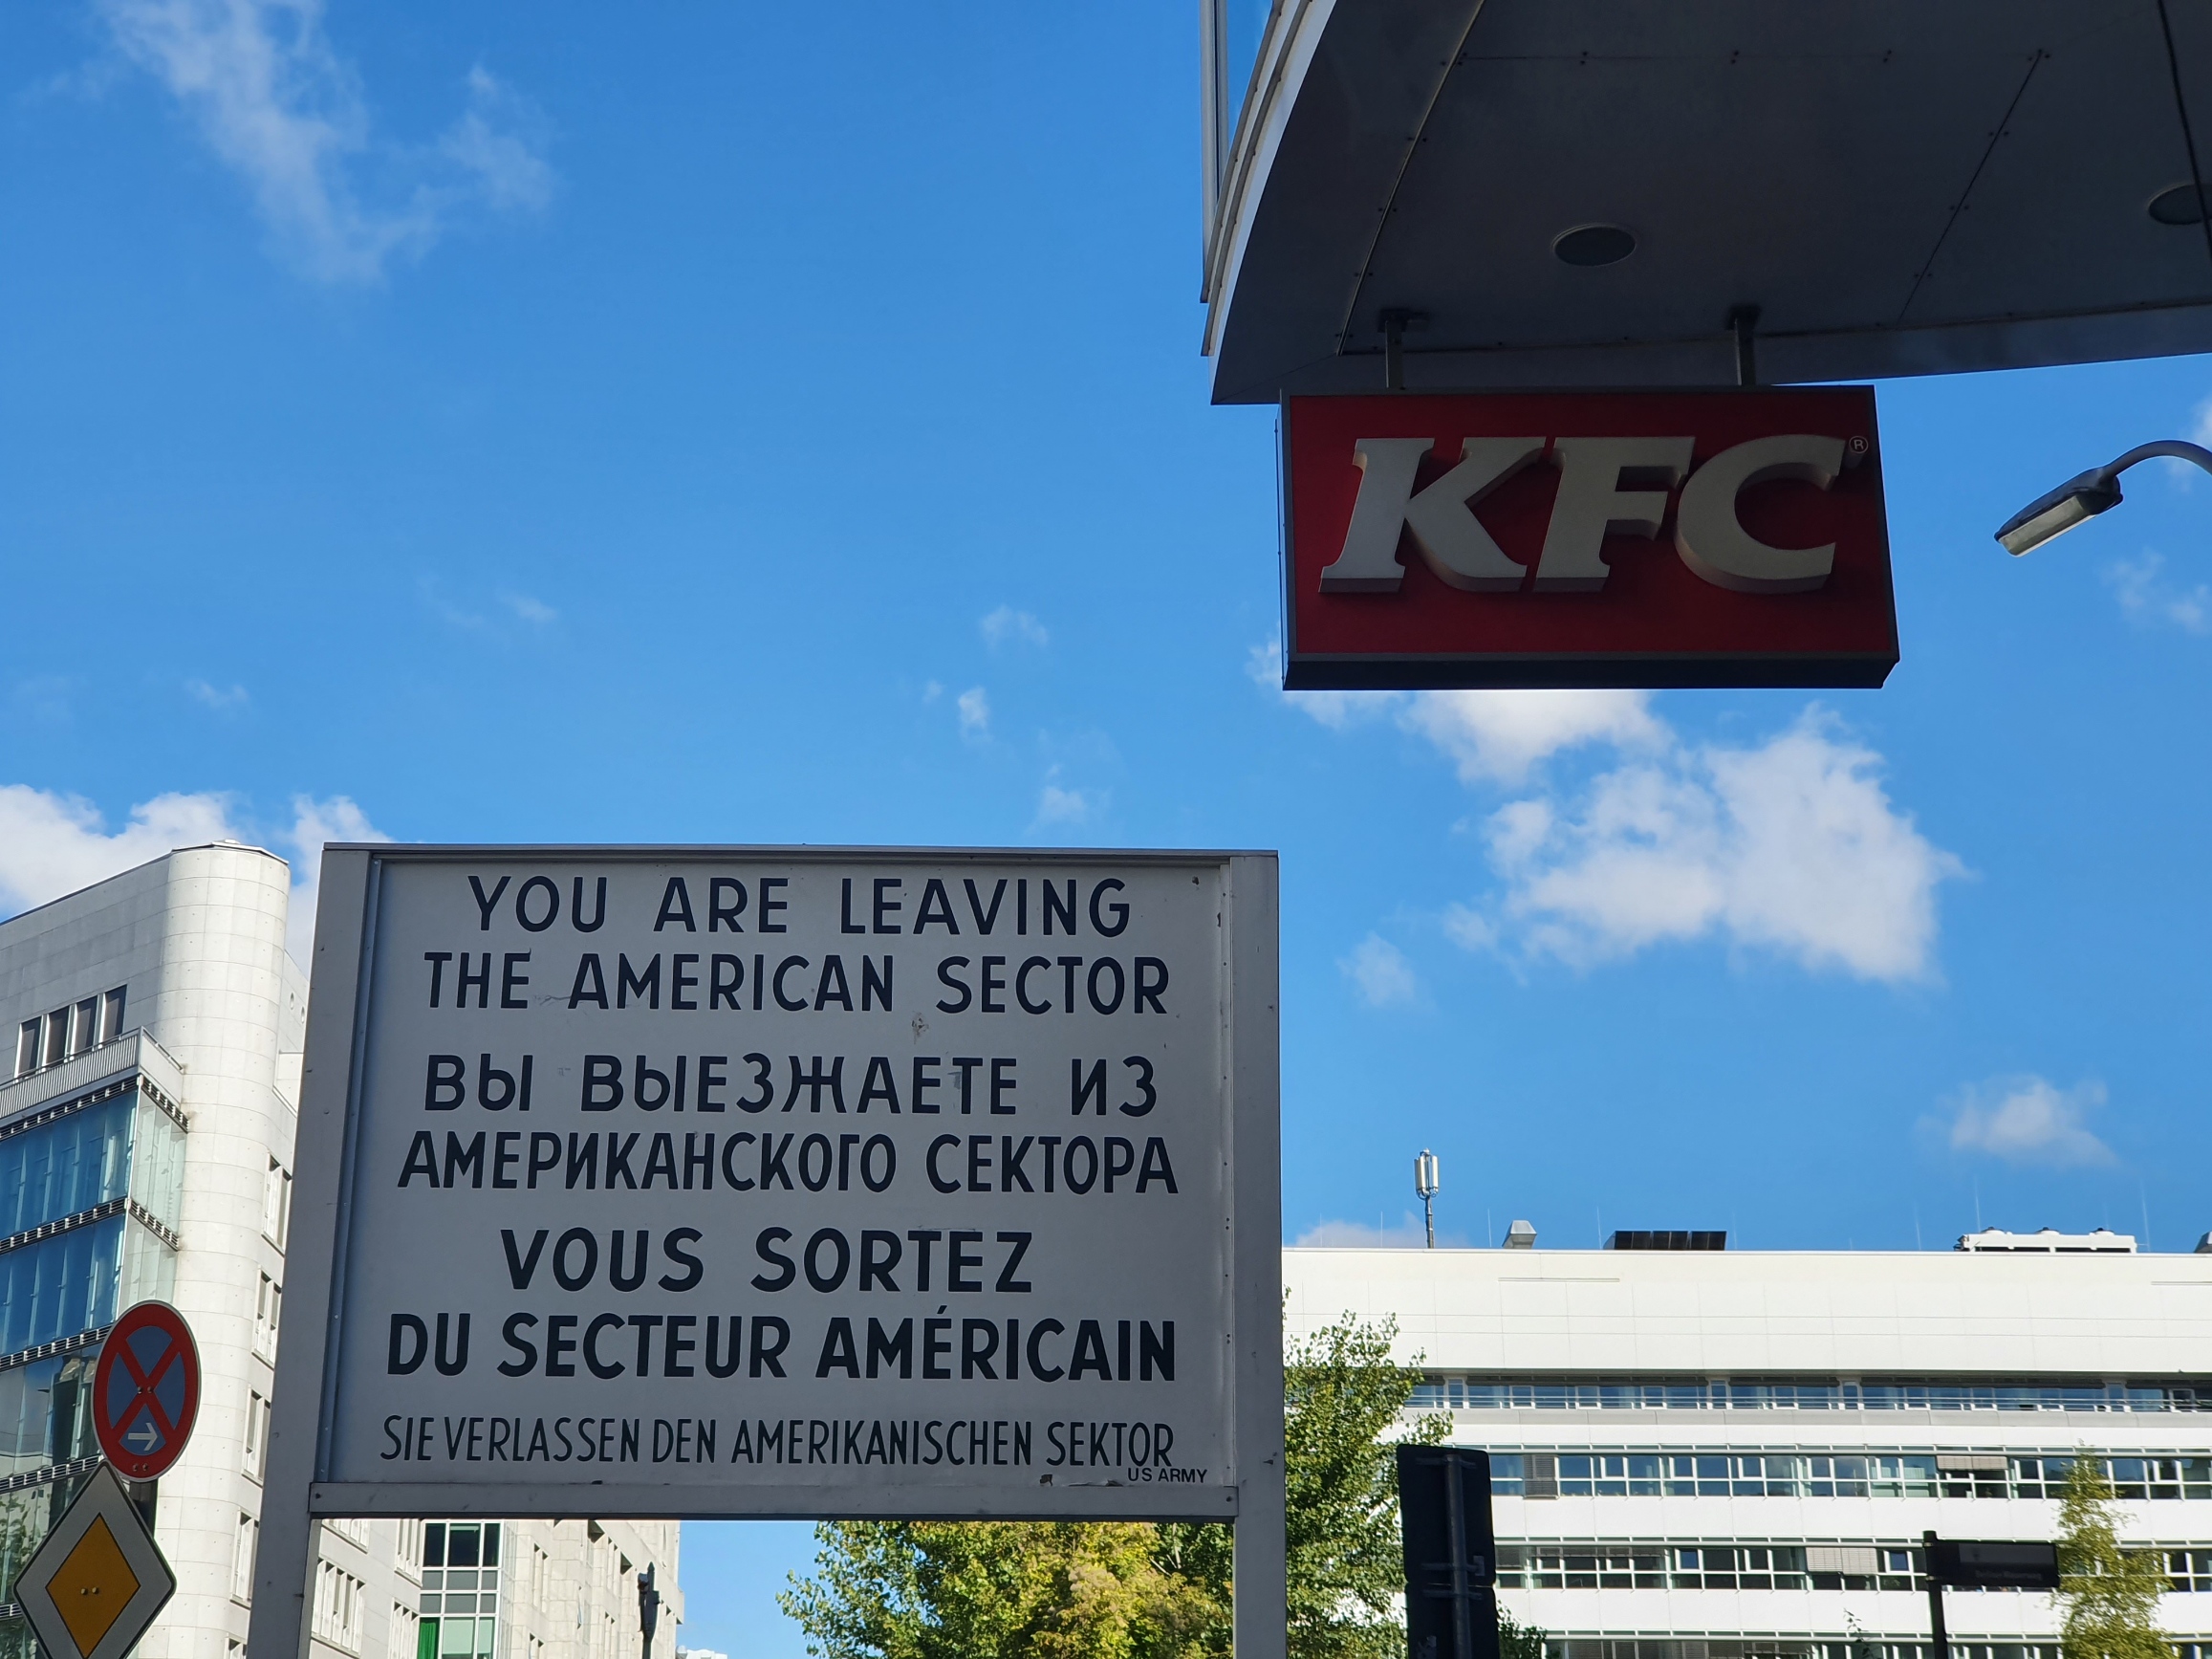 KFC®
YOU ARE LEAVING
THE AMERICAN SECTOR
ВЫ ВЫЕЗЖАЕТЕ ИЗ
АМЕРИКАНСКОГО СЕКТОРА
VOUS SORTEZ
DU SECTEUR AMÉRICAIN
SIE VERLASSEN DEN AMERIKANISCHEN SEKTOR
US ARMY